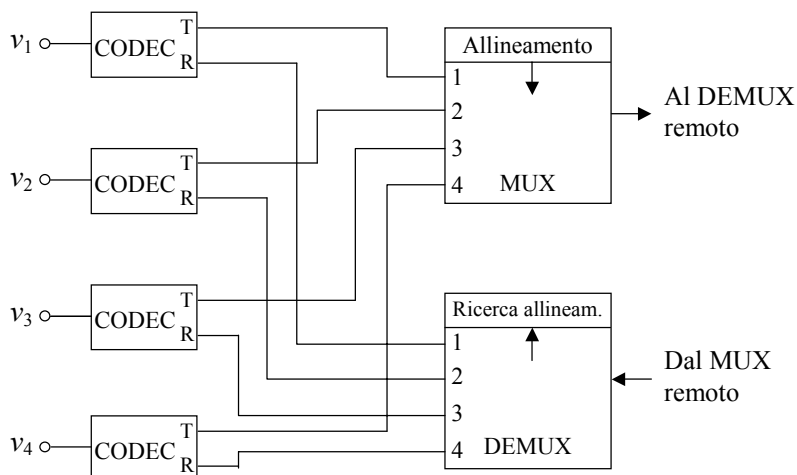 v1
CODEC
T
R
v2
CODEC
T
R
v3
CODEC
T
R
v4
CODEC
T
R
Allineamento
1
2
3
4
MUX
Al DEMUX
remoto
Ricerca allineam.
1
2
3
4
DEMUX
Dal MUX
remoto